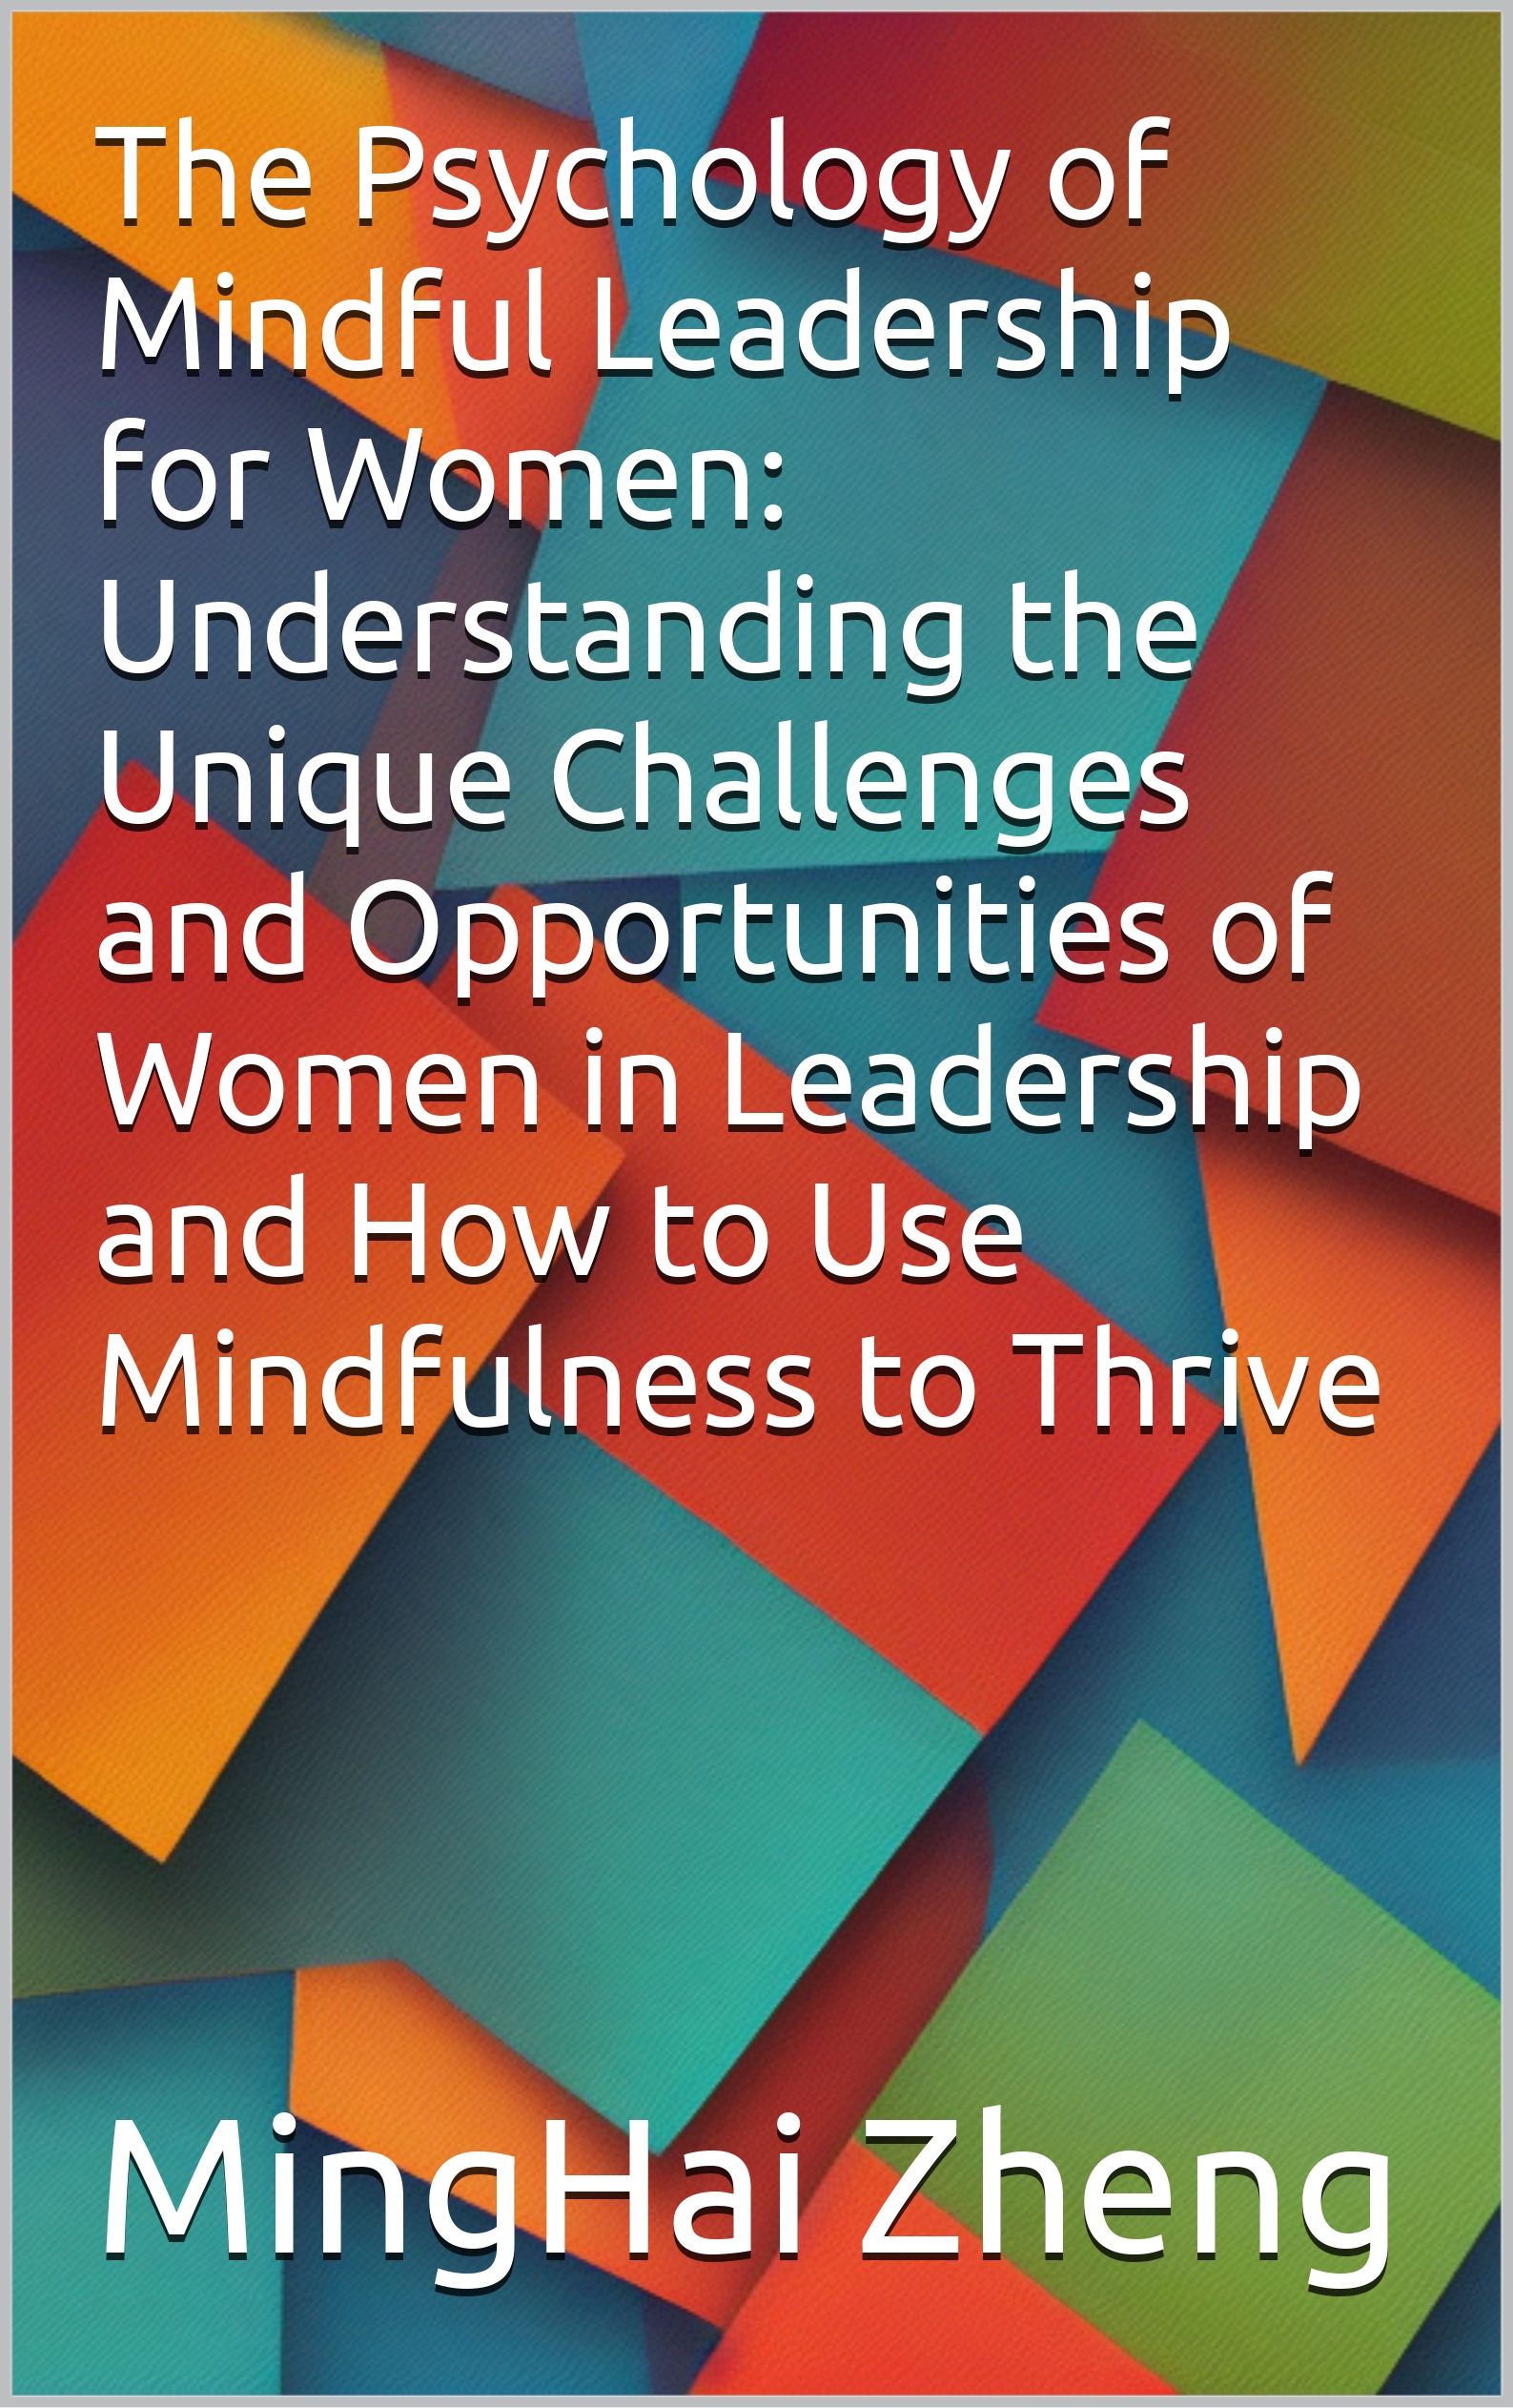 The Psychology of
Mindful Leadership
for Women:
Understanding the
Unique Challenges
and Opportunities of
Women in Leadership
and How to Use
Mindfulness to Thrive
MingHai Zheng